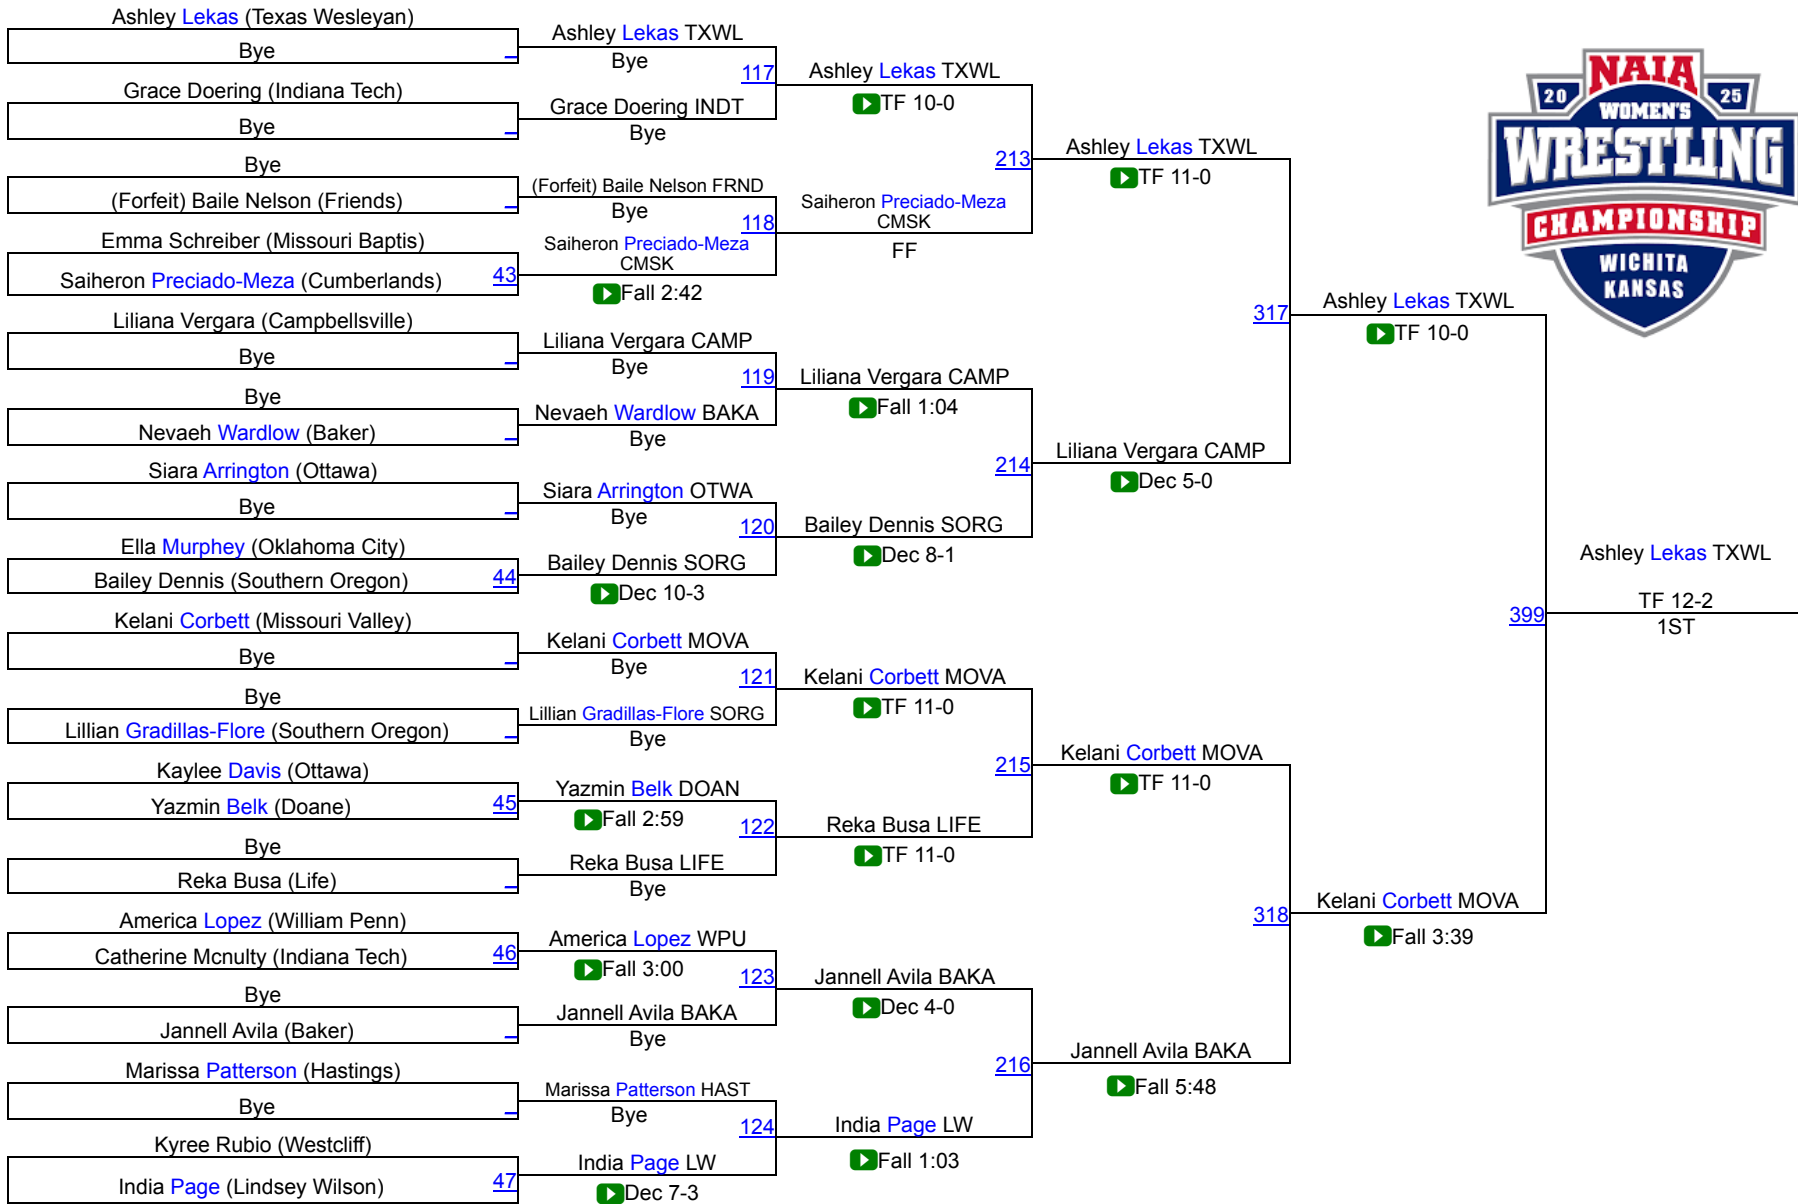 Ashley Lekas (Texas Wesleyan)
Bye
Grace Doering (Indiana Tech)
Bye
Bye
(Forfeit) Baile Nelson (Friends)
Emma Schreiber (Missouri Baptis)
Saiheron Preciado-Meza (Cumberlands) 43
Liliana Vergara (Campbellsville)
Bye
Bye
Nevaeh Wardlow (Baker)
Siara Arrington (Ottawa)
Bye
Ella Murphey (Oklahoma City)
Bailey Dennis (Southern Oregon) 44
Kelani Corbett (Missouri Valley)
Bye
Bye
Lillian Gradillas-Flore (Southern Oregon)
Kaylee Davis (Ottawa)
Yazmin Belk (Doane) 45
Bye
Reka Busa (Life)
America Lopez (William Penn)
Catherine Mcnulty (Indiana Tech) 46
Bye
Jannell Avila (Baker)
Marissa Patterson (Hastings)
Bye
Kyree Rubio (Westcliff)
India Page (Lindsey Wilson) 47
Ashley Lekas TXWL
Bye
117
Grace Doering INDT
Bye
(Forfeit) Baile Nelson FRND
Bye
118
Saiheron Preciado-Meza
CMSK
Fall 2:42
Liliana Vergara CAMP
Bye
119
Nevaeh Wardlow BAKA
Bye
Siara Arrington OTWA
Bye
120
Bailey Dennis SORG
Dec 10-3
Kelani Corbett MOVA
Bye
121
Lillian Gradillas-Flore SORG
Bye
Yazmin Belk DOAN
Fall 2:59
122
Reka Busa LIFE
Bye
America Lopez WPU
Fall 3:00
123
Jannell Avila BAKA
Bye
Marissa Patterson HAST
Bye
124
India Page LW
Dec 7-3
Ashley Lekas TXWL
TF 10-0
213
Saiheron Preciado-Meza
CMSK
FF
Liliana Vergara CAMP
Fall 1:04
214
Bailey Dennis SORG
Dec 8-1
Kelani Corbett MOVA
TF 11-0
215
Reka Busa LIFE
TF 11-0
Jannell Avila BAKA
Dec 4-0
216
India Page LW
Fall 1:03
Ashley Lekas TXWL
TF 11-0
317
Liliana Vergara CAMP
Dec 5-0
Kelani Corbett MOVA
TF 11-0
318
Jannell Avila BAKA
Fall 5:48
Ashley Lekas TXWL
TF 10-0
399
Kelani Corbett MOVA
Fall 3:39
Ashley Lekas TXWL
TF 12-2
1ST
NAIA
20 25
WOMEN'S
WRESTLING
CHAMPIONSHIP
WICHITA
KANSAS